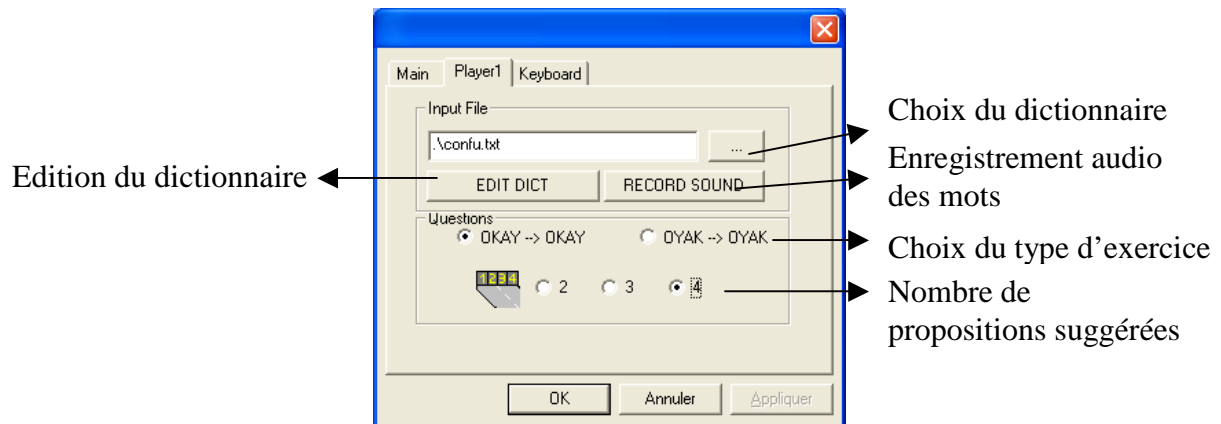 Main Player1 Keyboard
Input File
.\confu.txt ...
EDIT DICT RECORD SOUND
Questions
OKAY --> OKAY OYAK --> OYAK
1234 2 3 4
OK Annuler Appliquer
Edition du dictionnaire
Choix du dictionnaire
Enregistrement audio
des mots
Choix du type d’exercice
Nombre de
propositions suggérées